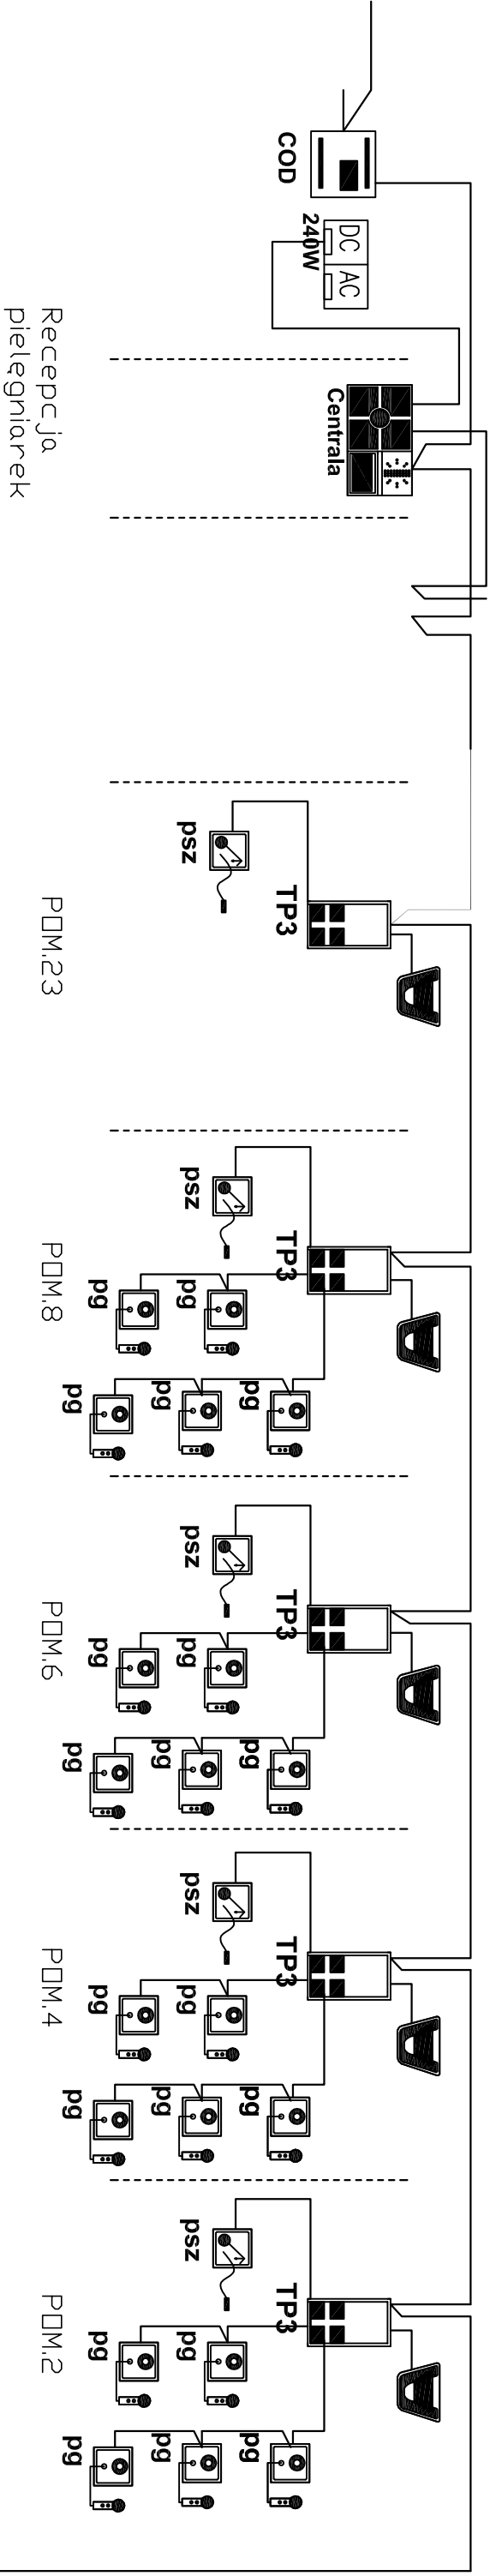 COD
DC AC
240W
Centrala
Recepcja
pielęgniarek
psz
TP3
POM.23
psz
TP3
pg
pg
pg
pg
pg
POM.8
psz
TP3
pg
pg
pg
pg
pg
POM.6
psz
TP3
pg
pg
pg
pg
pg
POM.4
psz
TP3
pg
pg
pg
pg
pg
POM.2